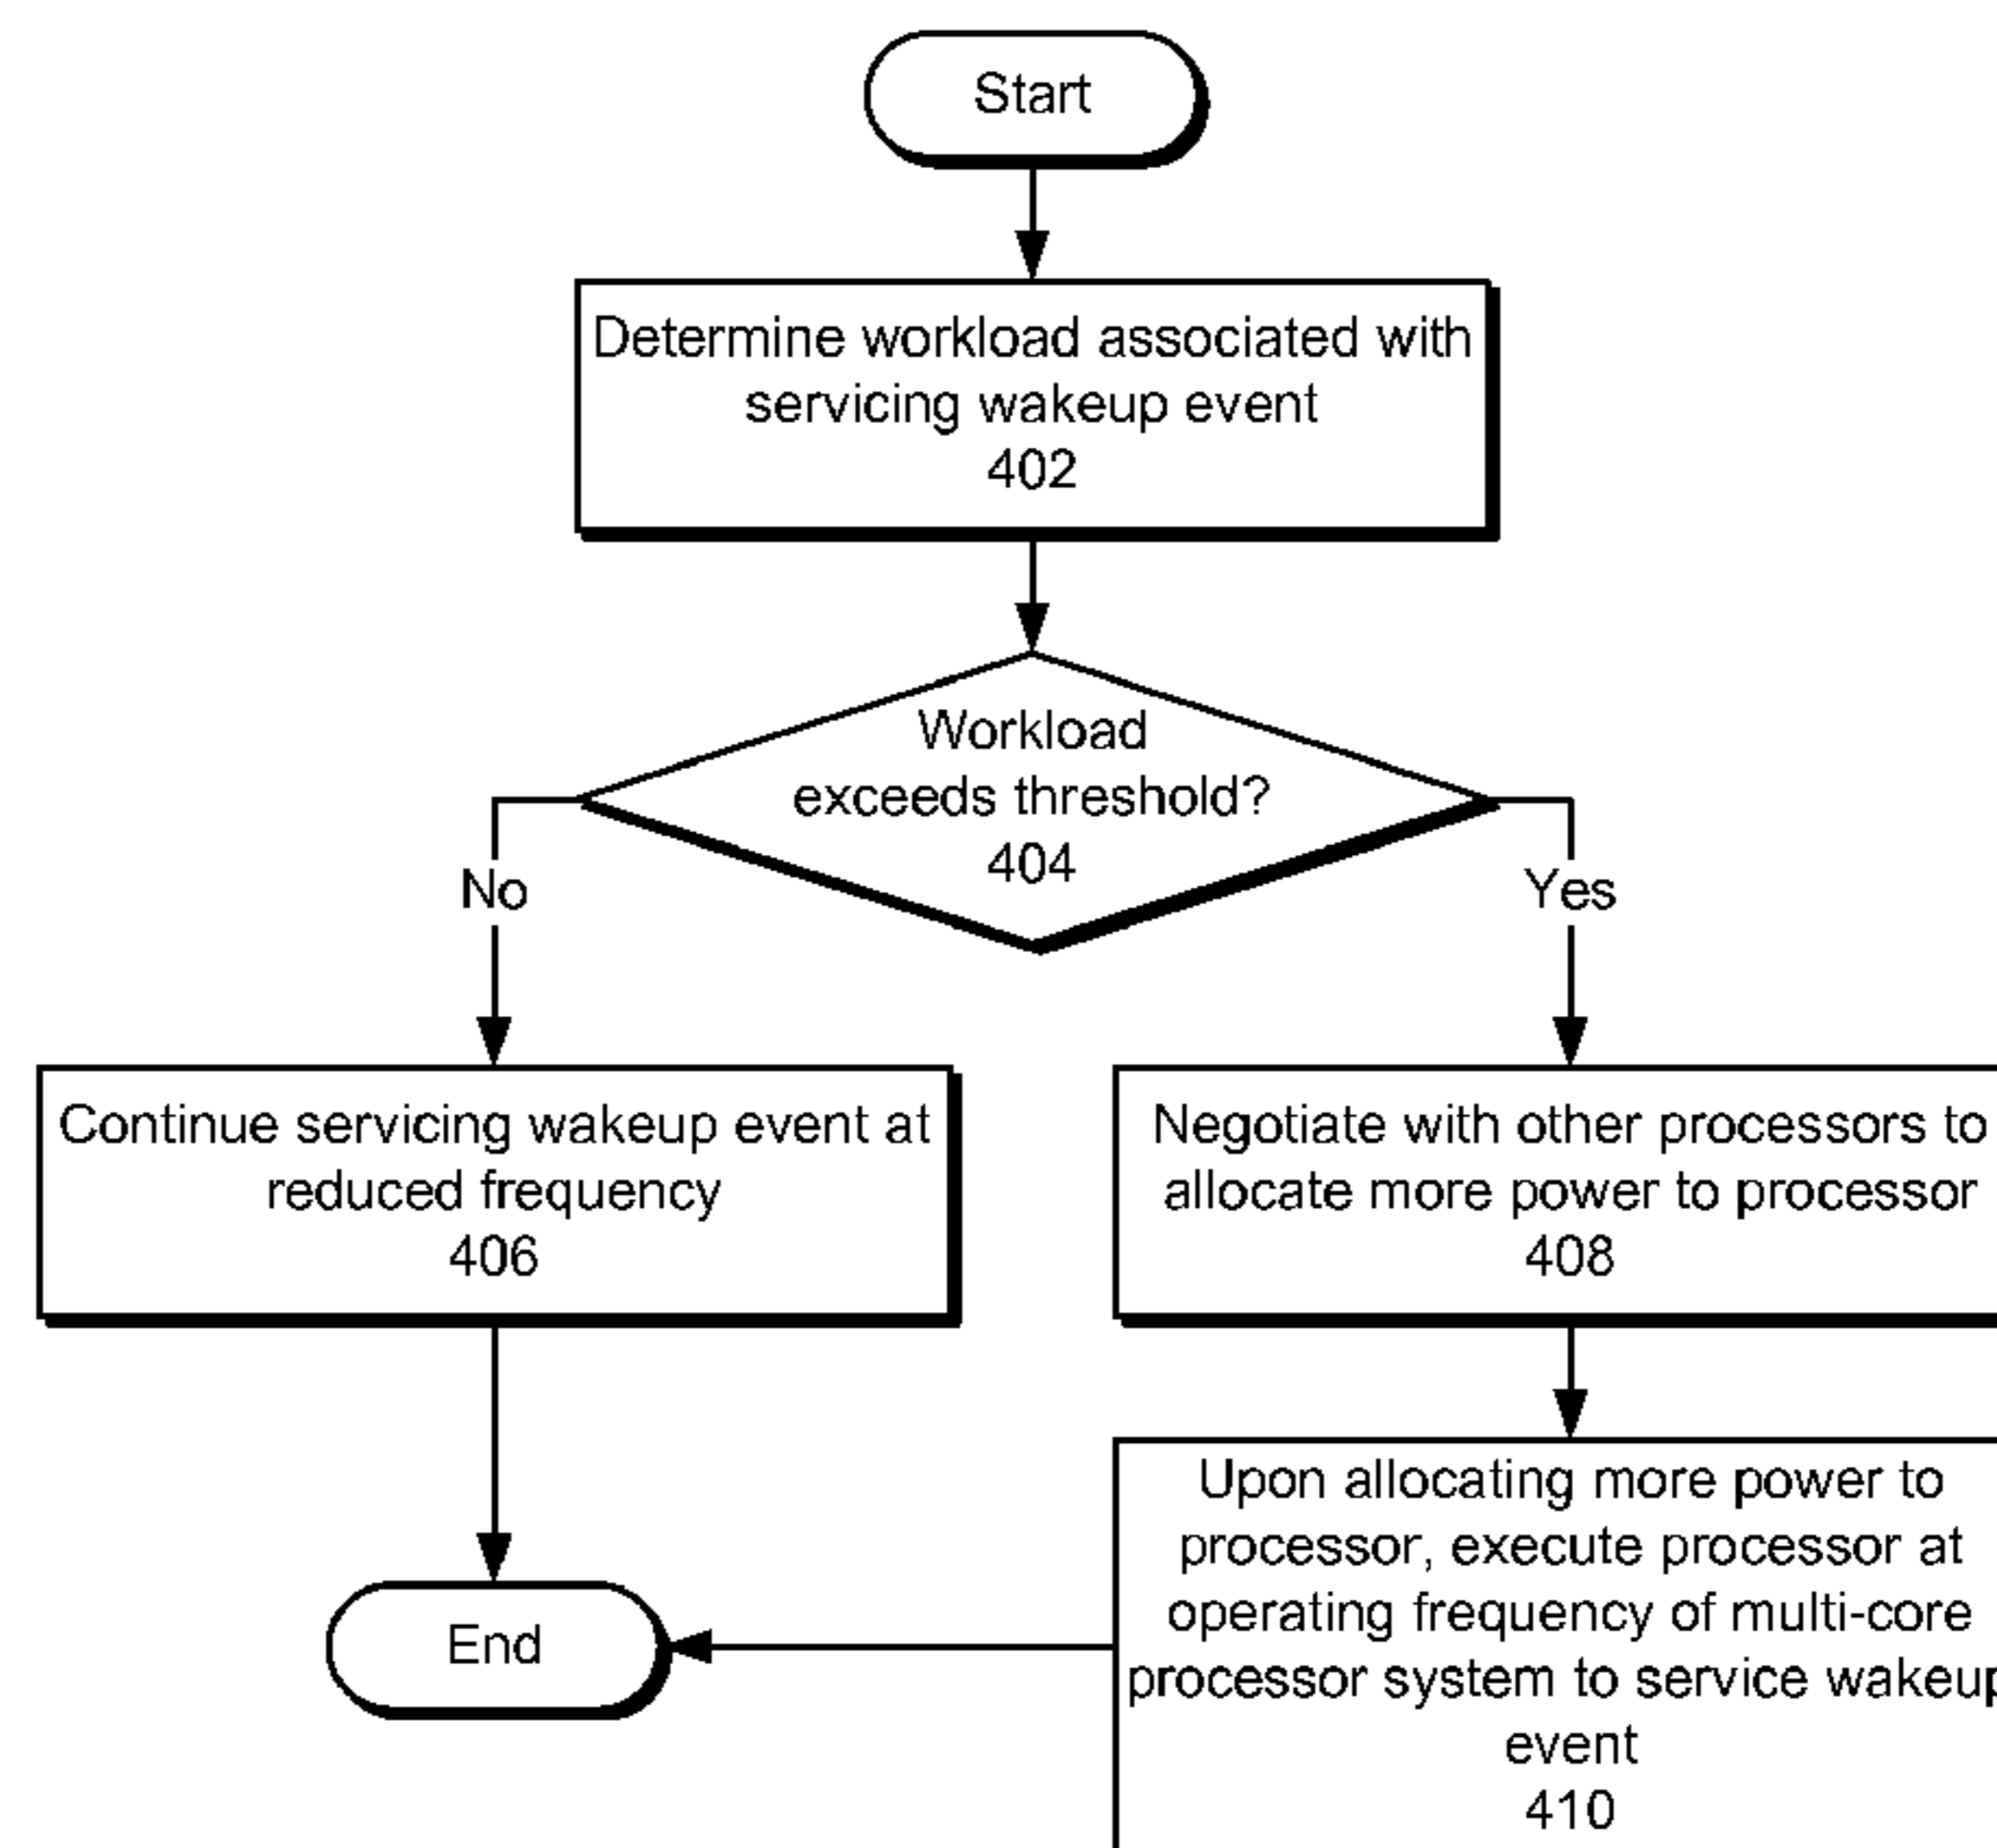 Start
Determine workload associated with
servicing wakeup event
402
Workload
exceeds threshold?
404
No
Yes
Continue servicing wakeup event at
reduced frequency
406
Negotiate with other processors to
allocate more power to processor
408
Upon allocating more power to
processor, execute processor at
operating frequency of multi-core
processor system to service wakeup
event
410
End